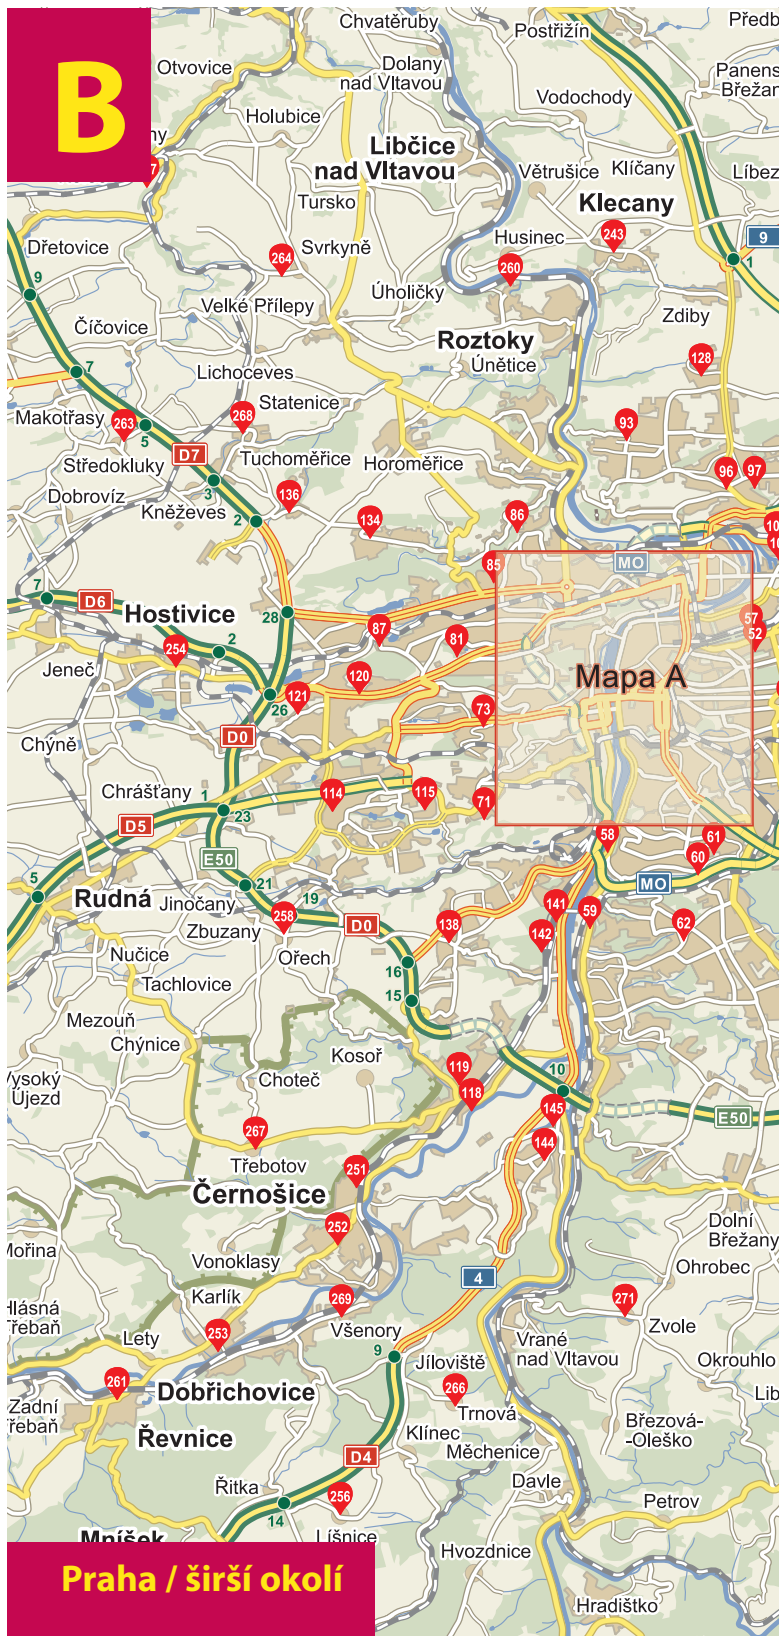 B
Chvatěruby
Postřižín
Otvovice
Dolany
nad Vltavou
Vodochody
Holubice
ny
Libčice
nad Vltavou
Větrušice
Klíčany
Tursko
Klecany
Dřetovice
Svrkyně
264
Husinec
243
9
260
1
9
Úholičky
Velké Přílepy
Zdiby
Číčovice
Roztoky
Únětice
128
7
Lichoceves
Statenice
Makotřasy
263
5
268
93
D7
Středokluky
Tuchoměřice
Horoměřice
96
97
Dobrovíz
3
136
Kněževes
2
134
86
85
MO
7
D6
Hostivice
28
57
52
254
2
87
81
Jeneč
26
121
120
Mapa A
73
Chýně
D0
Chrášťany
1
23
114
115
71
D5
58
61
60
E50
5
21
Rudná
Jinočany
19
MO
Zbuzany
258
D0
138
141
59
142
62
Nučice
Ořech
16
Tachlovice
15
Mezouň
Chýnice
Kosoř
Vysoký
Újezd
Choteč
119
118
10
145
E50
267
144
Třebotov
251
Černošice
252
Dolní
Břežany
Vonoklasy
Ohrobec
4
Karlík
269
271
Všenory
Zvole
Lety
253
Vrané
nad Vltavou
9
Jíloviště
Okrouhlo
261
Dobřichovice
266
Trnová
Řevnice
Klínec
Měchenice
Březová-
-Oleško
D4
Řitka
256
Davle
Petrov
14
Líšnice
Mníšek
Hvozdnice
Praha / širší okolí
Hradištko